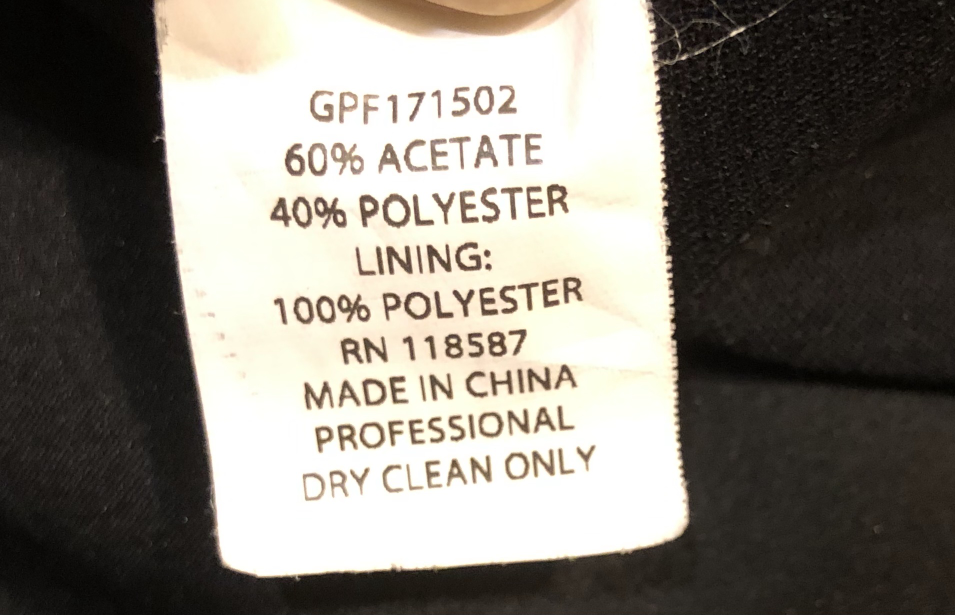 GPF171502
60% ACETATE
40% POLYESTER
LINING:
100% POLYESTER
RN 118587
MADE IN CHINA
PROFESSIONAL
DRY CLEAN ONLY